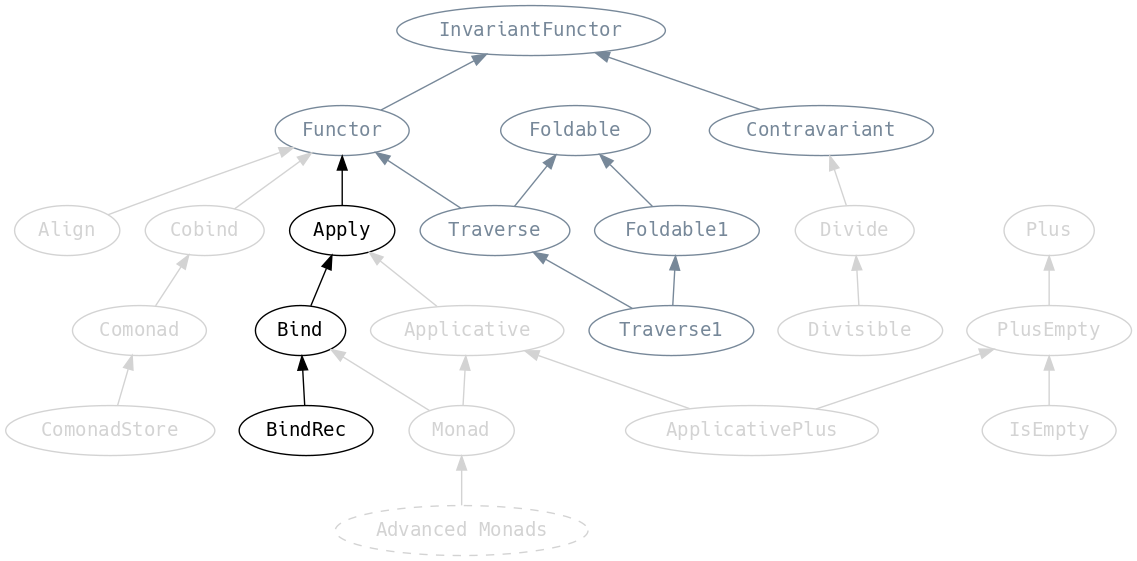 InvariantFunctor
Functor
Foldable
Contravariant
Align
Cobind
Apply
Traverse
Foldable1
Divide
Plus
Comonad
Bind
Applicative
Traverse1
Divisible
PlusEmpty
ComonadStore
BindRec
Monad
ApplicativePlus
IsEmpty
Advanced Monads